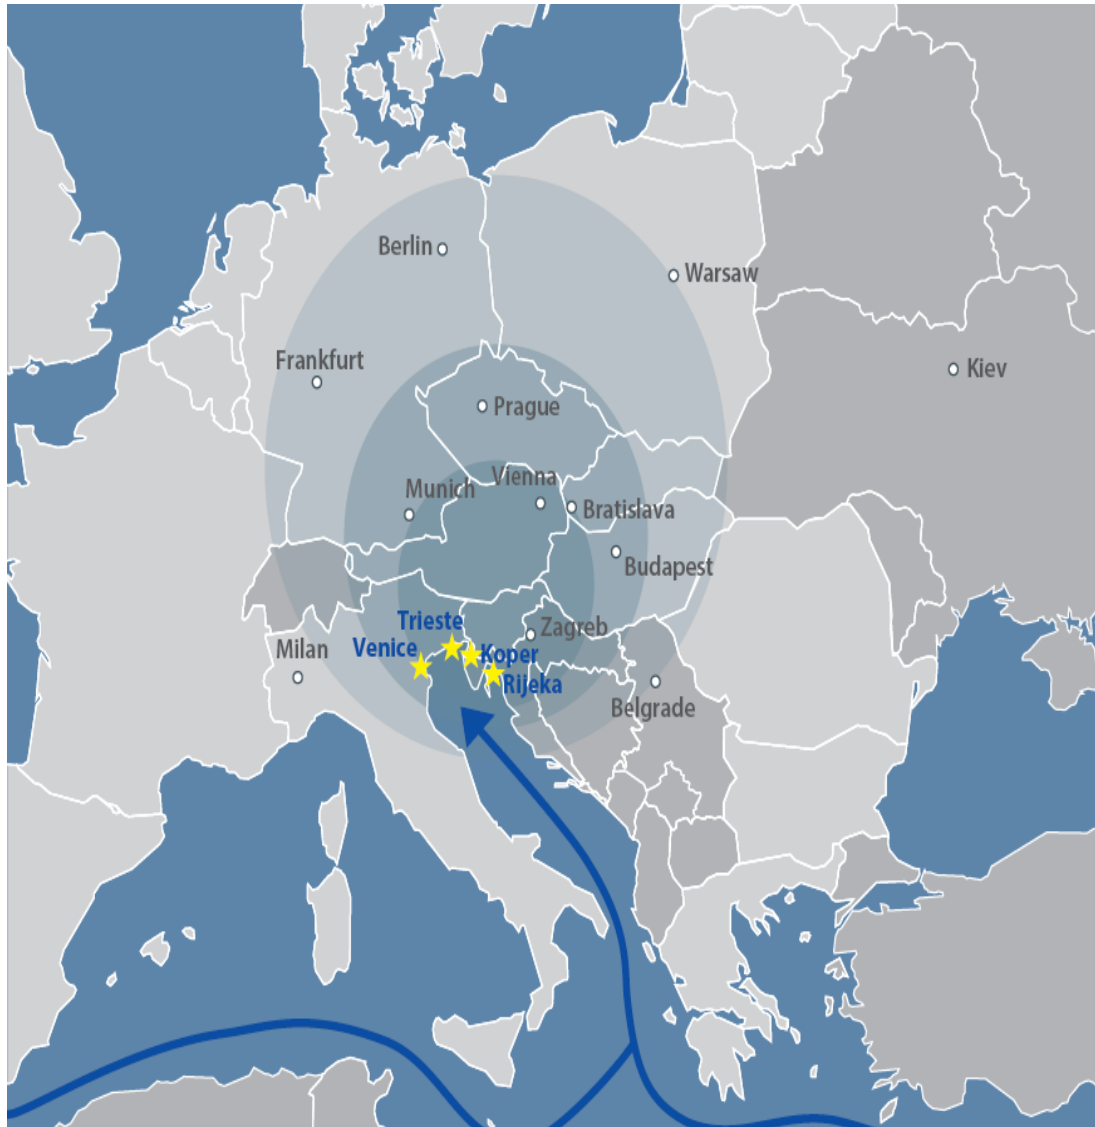 Berlin
Warsaw
Frankfurt
Kiev
Prague
Vienna
Munich
Bratislava
Budapest
Trieste
Zagreb
Venice
Koper
Milan
Rijeka
Belgrade